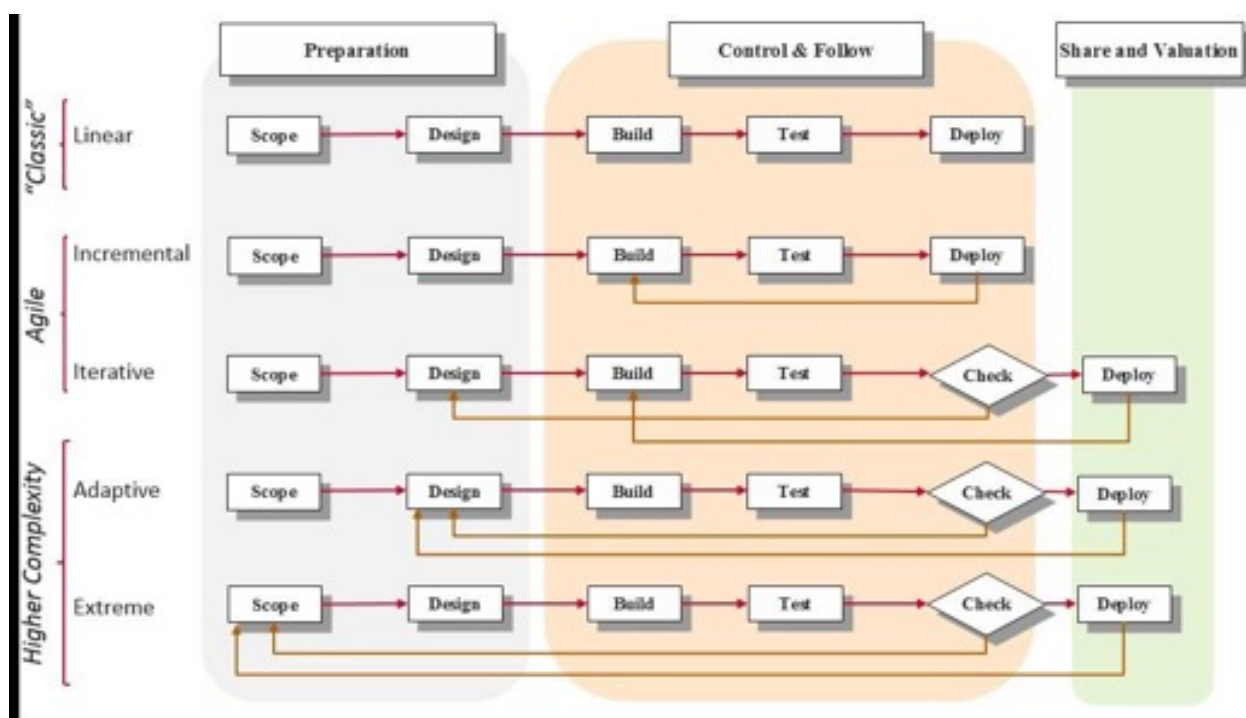 Preparation
Control & Follow
Share and Valuation
"Classic"
Linear
Scope
Design
Build
Test
Deploy
Agile
Incremental
Scope
Design
Build
Test
Deploy
Iterative
Scope
Design
Build
Test
Check
Deploy
Higher Complexity
Adaptive
Scope
Design
Build
Test
Check
Deploy
Extreme
Scope
Design
Build
Test
Check
Deploy